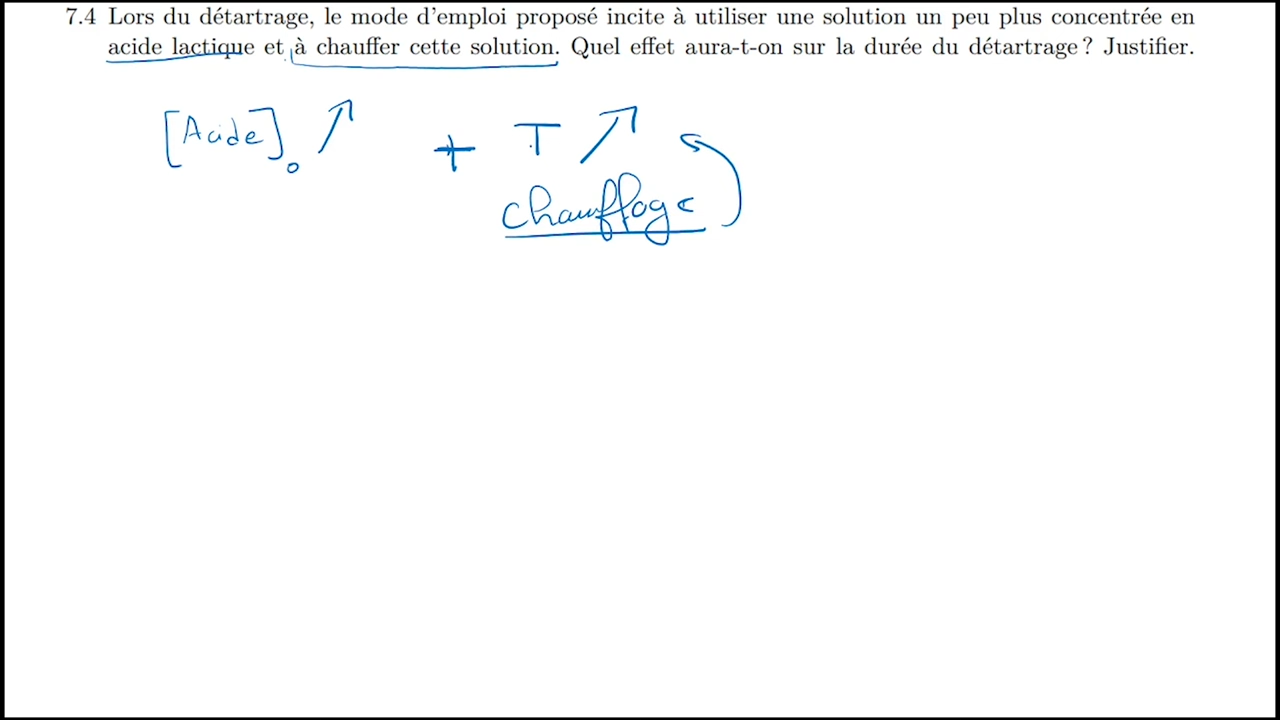 7.4 Lors du détartrage, le mode d'emploi proposé incite à utiliser une solution un peu plus concentrée en
acide lactique et à chauffer cette solution. Quel effet aura-t-on sur la durée du détartrage ? Justifier.
[Acide]₀ ↗ + T ↗
chauffage